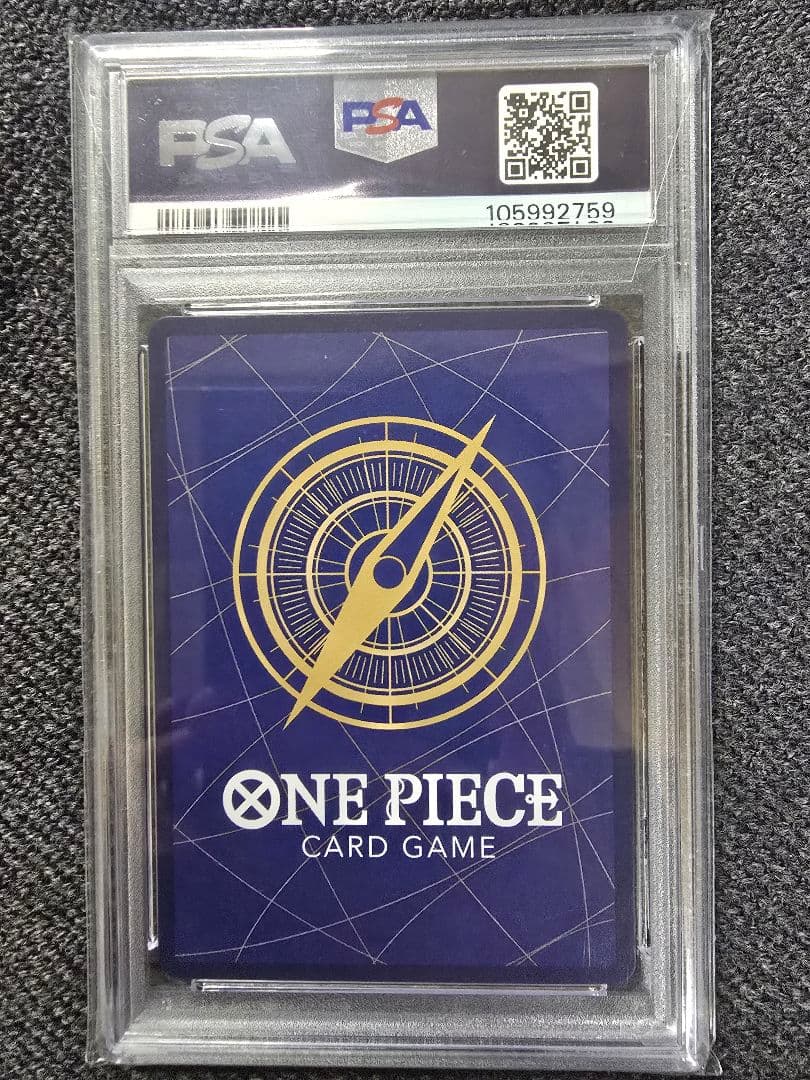 PSA
PSA
105992759
ONE PIECE
CARD GAME